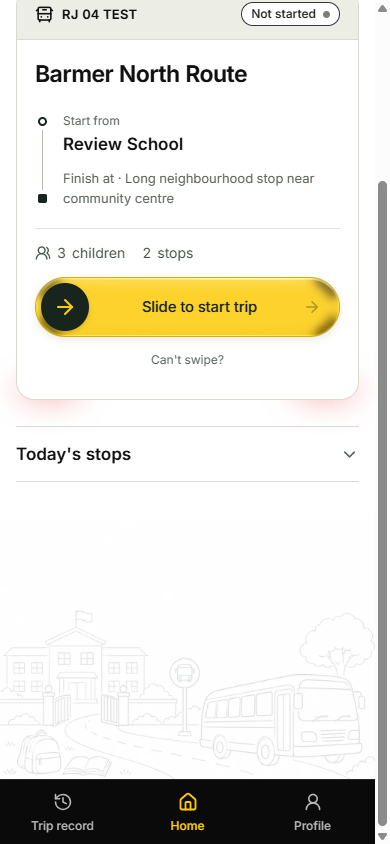 RJ 04 TEST
Not started
Barmer North Route
Start from
Review School
Finish at · Long neighbourhood stop near
community centre
3 children 2 stops
Slide to start trip
Can't swipe?
Today's stops
Trip record
Home
Profile